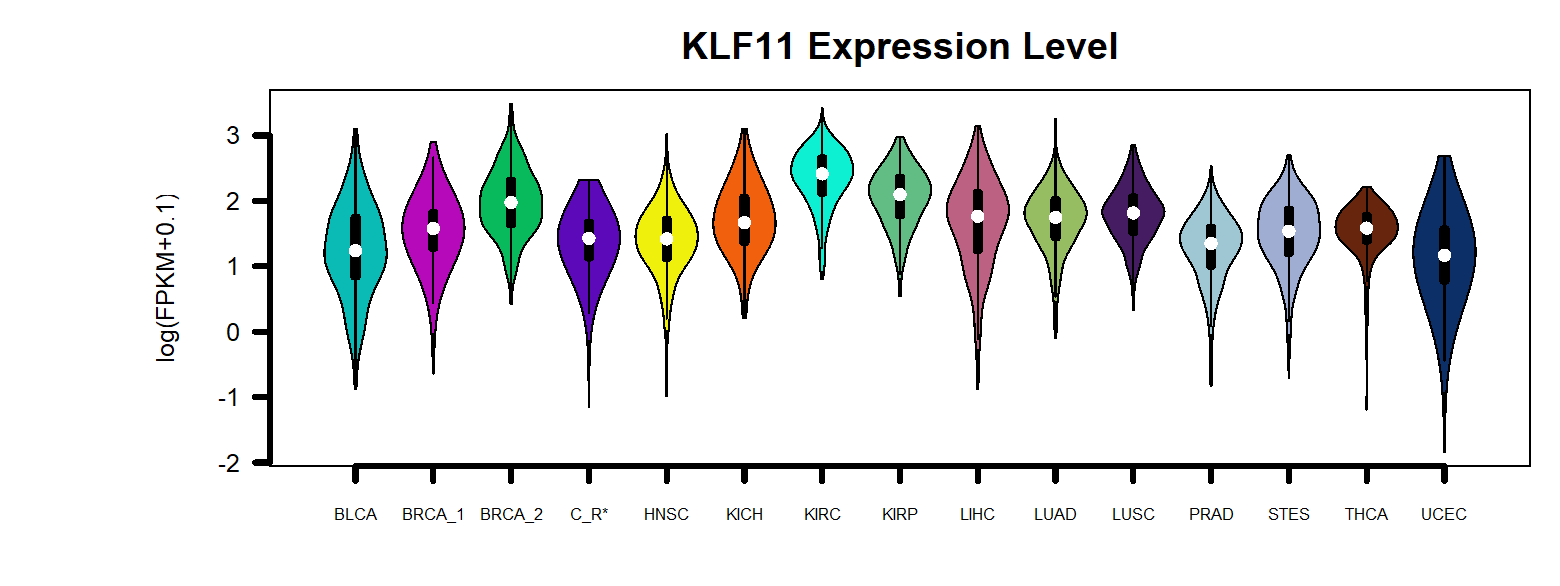 KLF11 Expression Level
log(FPKM+0.1)
3
2
1
0
-1
-2
BLCA BRCA_1 BRCA_2 C_R* HNSC KICH KIRC KIRP LIHC LUAD LUSC PRAD STES THCA UCEC